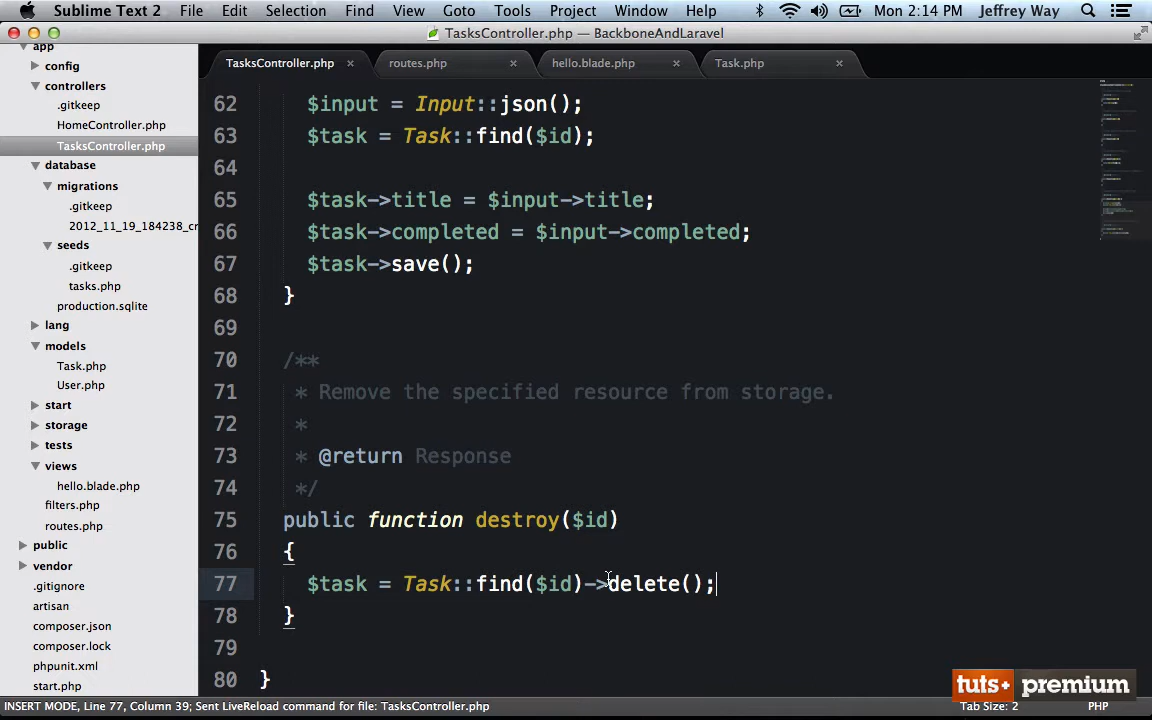 Sublime Text 2 File Edit Selection Find View Goto Tools Project Window Help Mon 2:14 PM Jeffrey Way
TasksController.php — BackboneAndLaravel
app
config
controllers
.gitkeep
HomeController.php
TasksController.php
database
migrations
.gitkeep
2012_11_19_184238_cr
seeds
.gitkeep
tasks.php
production.sqlite
lang
models
Task.php
User.php
start
storage
tests
views
hello.blade.php
filters.php
routes.php
public
vendor
.gitignore
artisan
composer.json
composer.lock
phpunit.xml
start.php
TasksController.php × routes.php × hello.blade.php × Task.php ×
62 $input = Input::json();
63 $task = Task::find($id);
64
65 $task->title = $input->title;
66 $task->completed = $input->completed;
67 $task->save();
68 }
69
70 /**
71 * Remove the specified resource from storage.
72 *
73 * @return Response
74 */
75 public function destroy($id)
76 {
77 $task = Task::find($id)->delete();
78 }
79
80 }
tuts+ premium
INSERT MODE, Line 77, Column 39; Sent LiveReload command for file: TasksController.php Tab Size: 2 PHP